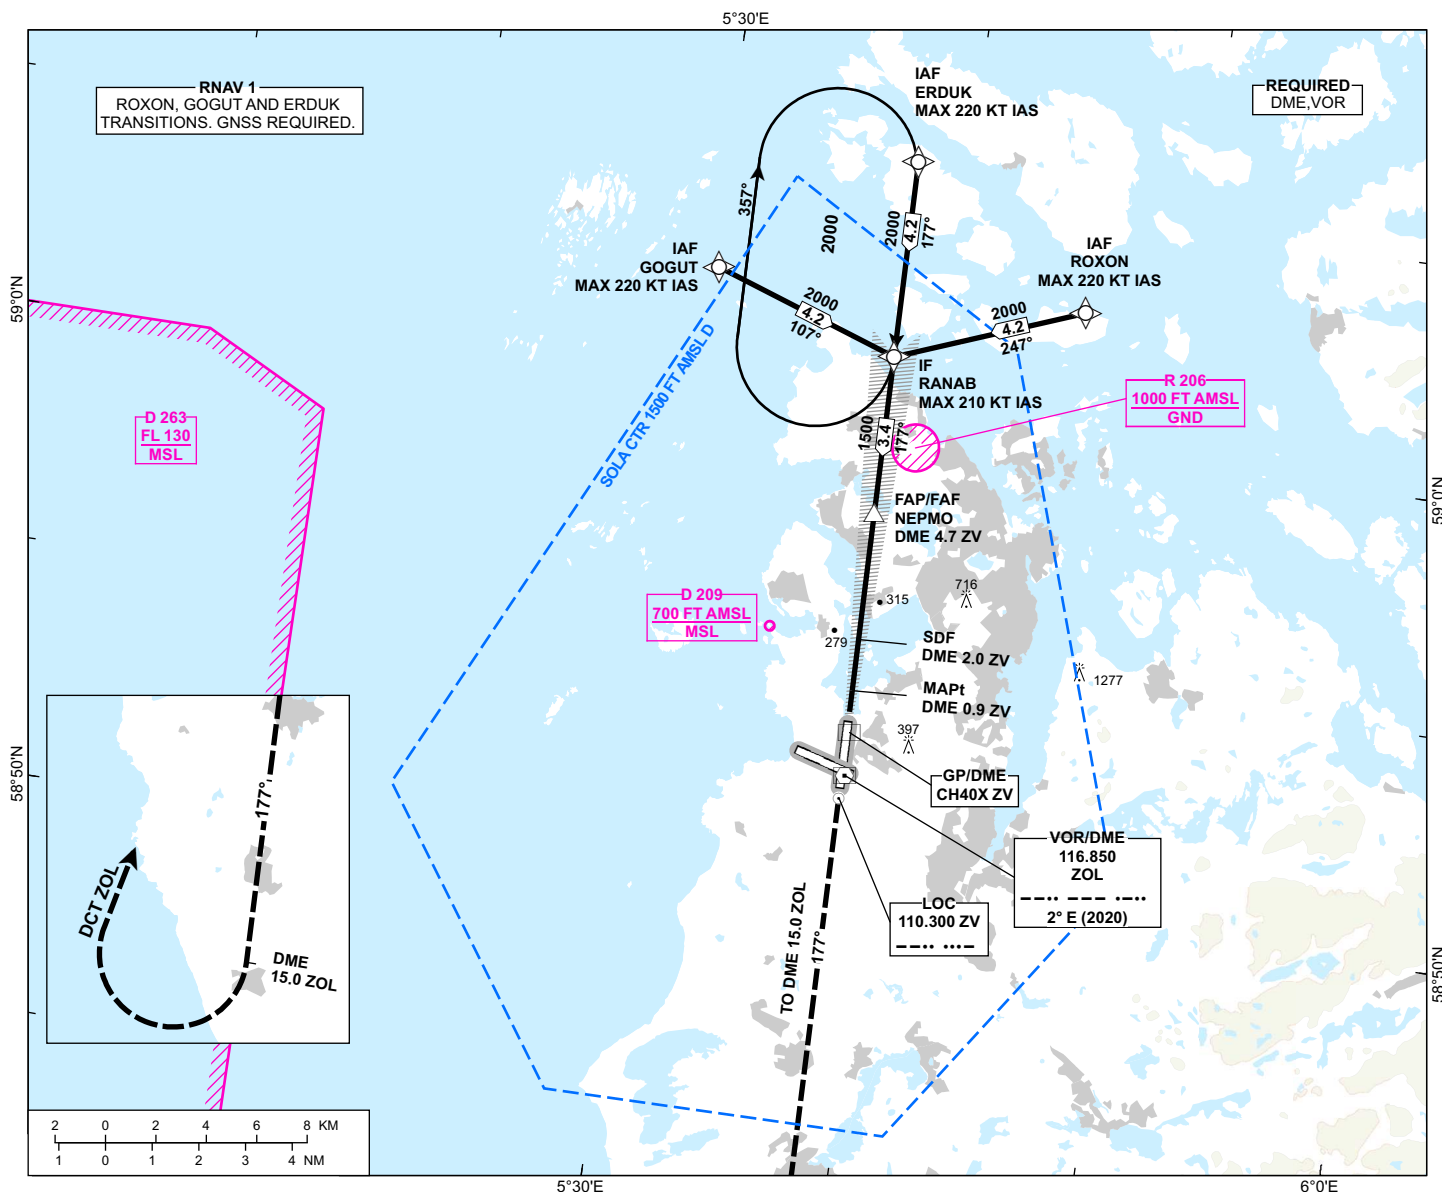 5°30'E
RNAV 1
ROXON, GOGUT AND ERDUK
TRANSITIONS. GNSS REQUIRED.
IAF
ERDUK
MAX 220 KT IAS
REQUIRED
DME,VOR
357°
2000
2000
4.2
177°
IAF
GOGUT
MAX 220 KT IAS
IAF
ROXON
MAX 220 KT IAS
59°0'N
2000
4.2
107°
2000
4.2
247°
SOLA CTR 1500 FT AMSL D
IF
RANAB
MAX 210 KT IAS
R 206
1000 FT AMSL
GND
D 263
FL 130
MSL
1500
3.4
177°
FAP/FAF
NEPMO
DME 4.7 ZV
59°0'N
D 209
700 FT AMSL
MSL
315
716
279
SDF
DME 2.0 ZV
1277
MAPt
DME 0.9 ZV
397
58°50'N
GP/DME
CH40X ZV
177°
VOR/DME
116.850
ZOL
2° E (2020)
DCT ZOL
LOC
110.300 ZV
DME
15.0 ZOL
TO DME 15.0 ZOL
177°
58°50'N
2 0 2 4 6 8 KM
1 0 1 2 3 4 NM
5°30'E
6°0'E